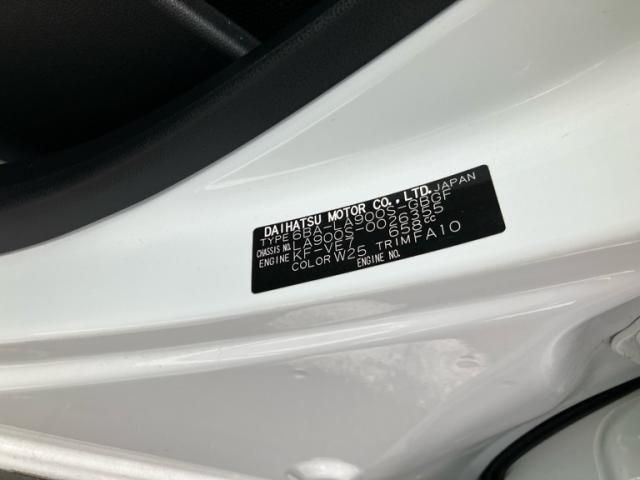 DAIHATSU MOTOR CO., LTD. JAPAN
TYPE 6BA-LA900S-GBGF
CHASSIS NO. LA900S-0026355
ENGINE KF-VE7 658cc
COLOR W25 TRIM FA10
ENGINE NO.